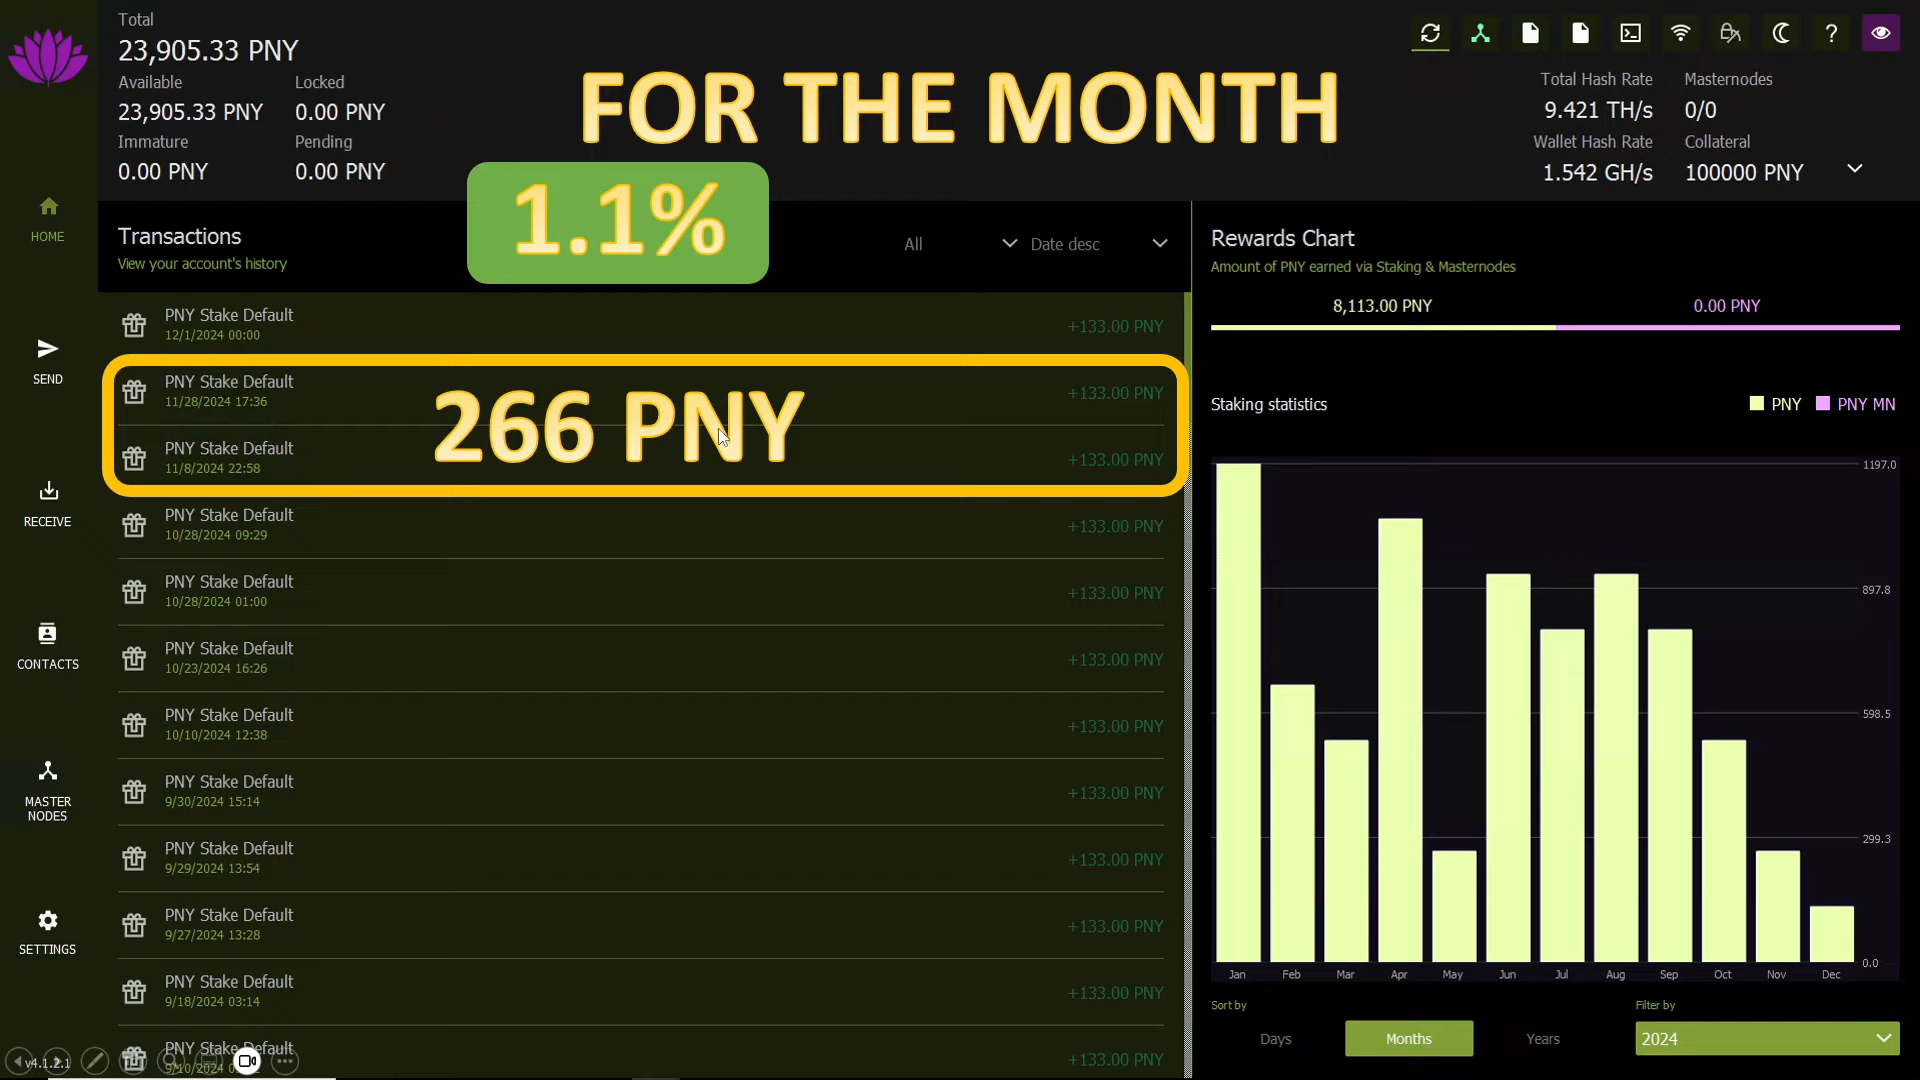 Total
23,905.33 PNY
Available
Locked
23,905.33 PNY
0.00 PNY
Immature
Pending
0.00 PNY
0.00 PNY
FOR THE MONTH
1.1%
Total Hash Rate
Masternodes
9.421 TH/s
0/0
Wallet Hash Rate
Collateral
1.542 GH/s
100000 PNY
HOME
SEND
RECEIVE
CONTACTS
MASTER
NODES
SETTINGS
v4.1.2.1
Transactions
View your account's history
All
Date desc
PNY Stake Default
12/1/2024 00:00
+133.00 PNY
PNY Stake Default
11/28/2024 17:36
+133.00 PNY
266 PNY
PNY Stake Default
11/8/2024 22:58
+133.00 PNY
PNY Stake Default
10/28/2024 09:29
+133.00 PNY
PNY Stake Default
10/28/2024 01:00
+133.00 PNY
PNY Stake Default
10/23/2024 16:26
+133.00 PNY
PNY Stake Default
10/10/2024 12:38
+133.00 PNY
PNY Stake Default
9/30/2024 15:14
+133.00 PNY
PNY Stake Default
9/29/2024 13:54
+133.00 PNY
PNY Stake Default
9/27/2024 13:28
+133.00 PNY
PNY Stake Default
9/18/2024 03:14
+133.00 PNY
PNY Stake Default
9/10/2024
+133.00 PNY
Rewards Chart
Amount of PNY earned via Staking & Masternodes
8,113.00 PNY
0.00 PNY
Staking statistics
PNY
PNY MN
1197.0
897.8
598.5
299.3
0.0
Jan
Feb
Mar
Apr
May
Jun
Jul
Aug
Sep
Oct
Nov
Dec
Sort by
Filter by
Days
Months
Years
2024